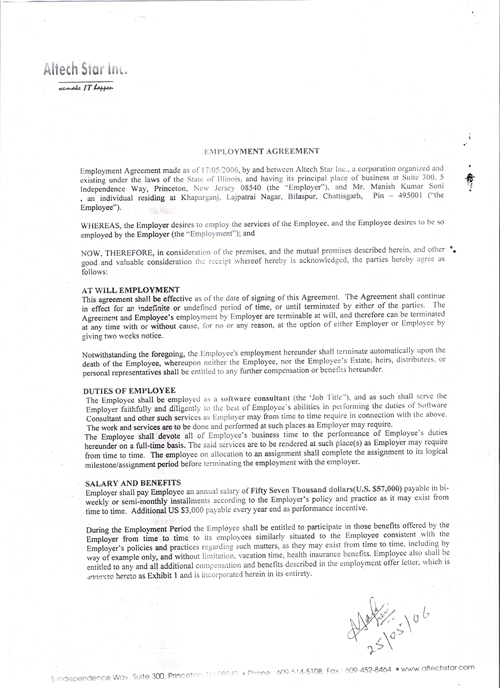 Altech Star Inc.
wemake IT happen
EMPLOYMENT AGREEMENT
Employment Agreement made as of 17/05/2006, by and between Altech Star Inc., a corporation organized and
existing under the laws of the State of Illinois, and having its principal place of business at Suite 300, 5
Independence Way, Princeton, New Jersey 08540 (the "Employer"), and Mr. Manish Kumar Soni
, an individual residing at Khaparganj, Lajpatrai Nagar, Bilaspur, Chattisgarh, Pin – 495001 ("the
Employee").
WHEREAS, the Employer desires to employ the services of the Employee, and the Employee desires to be so
employed by the Employer (the "Employment"); and
NOW, THEREFORE, in consideration of the premises, and the mutual promises described herein, and other
good and valuable consideration the receipt whereof hereby is acknowledged, the parties hereby agree as
follows:
AT WILL EMPLOYMENT
This agreement shall be effective as of the date of signing of this Agreement. The Agreement shall continue
in effect for an indefinite or undefined period of time, or until terminated by either of the parties. The
Agreement and Employee's employment by Employer are terminable at will, and therefore can be terminated
at any time with or without cause, for no or any reason, at the option of either Employer or Employee by
giving two weeks notice.
Notwithstanding the foregoing, the Employee's employment hereunder shall terminate automatically upon the
death of the Employee, whereupon neither the Employee, nor the Employee's Estate, heirs, distributees, or
personal representatives shall be entitled to any further compensation or benefits hereunder.
DUTIES OF EMPLOYEE
The Employee shall be employed as a software consultant (the 'Job Title"), and as such shall serve the
Employer faithfully and diligently to the best of Employee's abilities in performing the duties of Software
Consultant and other such services as Employer may from time to time require in connection with the above.
The work and services are to be done and performed at such places as Employer may require.
The Employee shall devote all of Employee's business time to the performance of Employee's duties
hereunder on a full-time basis. The said services are to be rendered at such place(s) as Employer may require
from time to time. The employee on allocation to an assignment shall complete the assignment to its logical
milestone/assignment period before terminating the employment with the employer.
SALARY AND BENEFITS
Employer shall pay Employee an annual salary of Fifty Seven Thousand dollars(U.S. $57,000) payable in bi-
weekly or semi-monthly installments according to the Employer's policy and practice as it may exist from
time to time. Additional US $3,000 payable every year end as performance incentive.
During the Employment Period the Employee shall be entitled to participate in those benefits offered by the
Employer from time to time to its employees similarly situated to the Employee consistent with the
Employer's policies and practices regarding such matters, as they may exist from time to time, including by
way of example only, and without limitation, vacation time, health insurance benefits. Employee also shall be
entitled to any and all additional compensation and benefits described in the employment offer letter, which is
annexed hereto as Exhibit 1 and is incorporated herein in its entirety.
25/05/06
5 Independence Way, Suite 300, Princeton, NJ 08540 • Phone: 609-514-5108, Fax: 609-452-8464 • www.altechstar.com